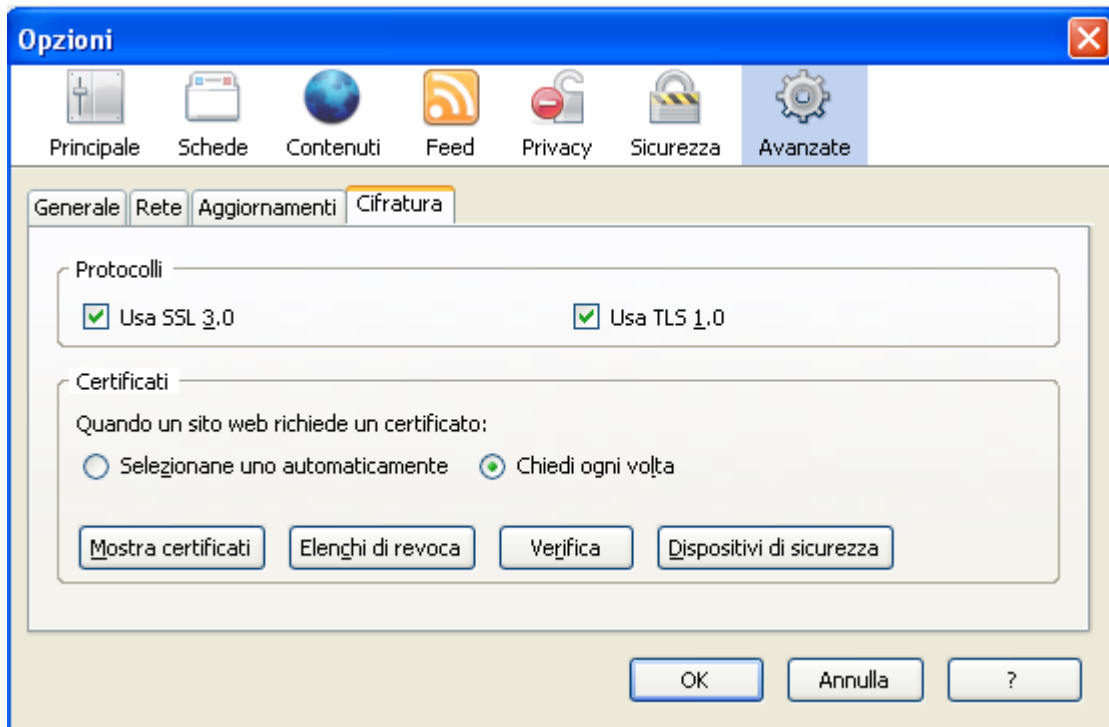 Opzioni
Principale Schede Contenuti Feed Privacy Sicurezza Avanzate
Generale Rete Aggiornamenti Cifratura
Protocolli
Usa SSL 3.0 Usa TLS 1.0
Certificati
Quando un sito web richiede un certificato:
Selezionane uno automaticamente Chiedi ogni volta
Mostra certificati Elenchi di revoca Verifica Dispositivi di sicurezza
OK Annulla ?